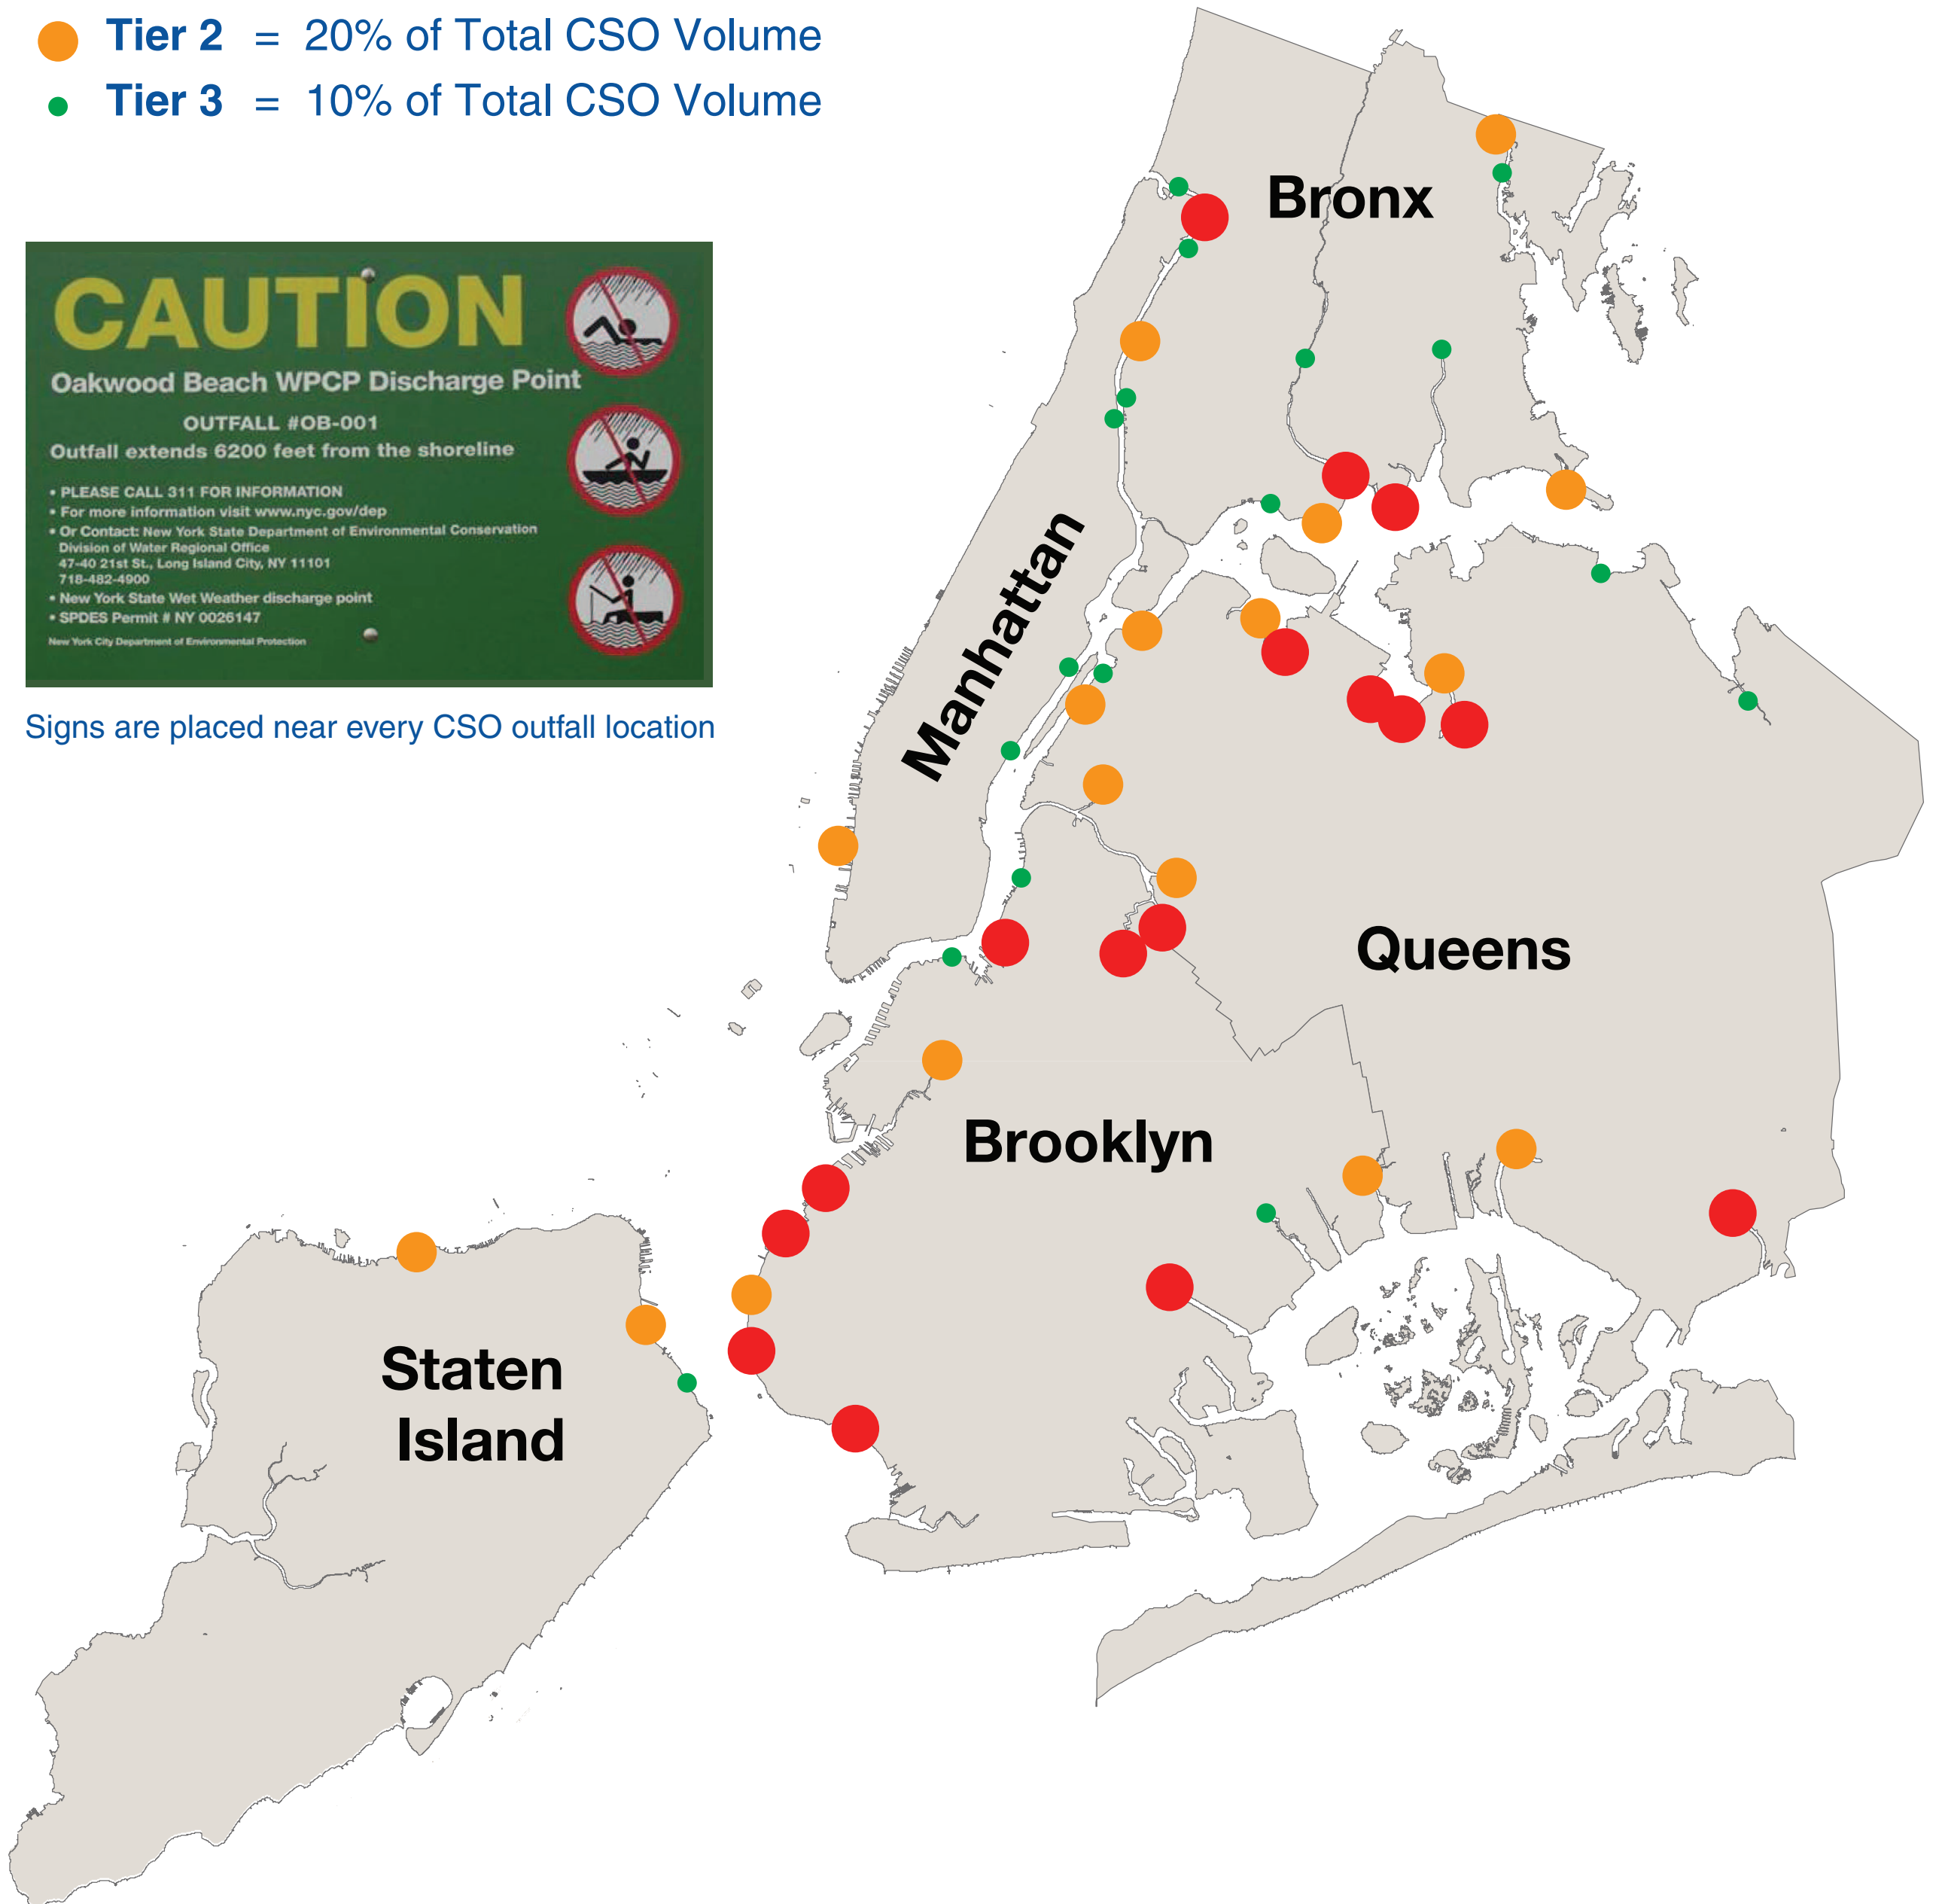 Tier 2 = 20% of Total CSO Volume
Tier 3 = 10% of Total CSO Volume
CAUTION
Oakwood Beach WPCP Discharge Point
OUTFALL #OB-001
Outfall extends 6200 feet from the shoreline
• PLEASE CALL 311 FOR INFORMATION
• For more information visit www.nyc.gov/dep
• Or Contact: New York State Department of Environmental Conservation
Division of Water Regional Office
47-40 21st St., Long Island City, NY 11101
718-482-4900
• New York State Wet Weather discharge point
• SPDES Permit # NY 0026147
New York City Department of Environmental Protection
Signs are placed near every CSO outfall location
Bronx
Manhattan
Queens
Brooklyn
Staten
Island